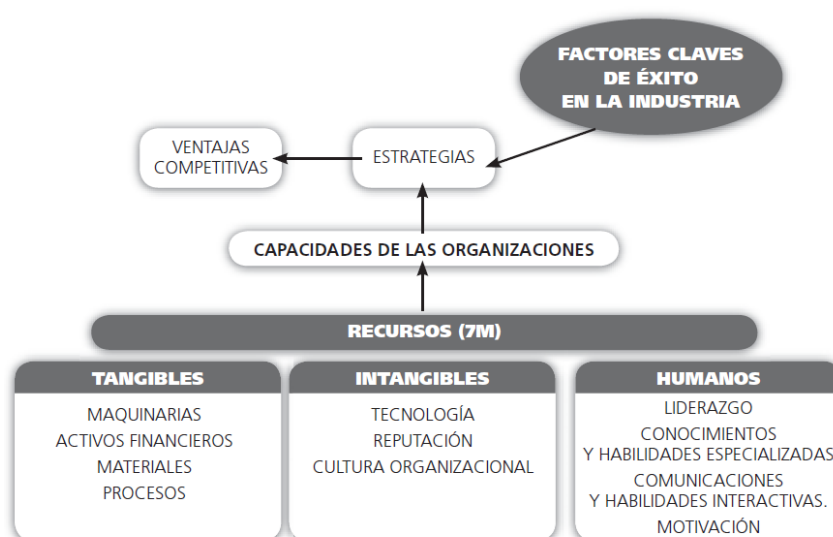 FACTORES CLAVES
DE ÉXITO
EN LA INDUSTRIA
VENTAJAS
COMPETITIVAS
ESTRATEGIAS
CAPACIDADES DE LAS ORGANIZACIONES
RECURSOS (7M)
TANGIBLES
MAQUINARIAS
ACTIVOS FINANCIEROS
MATERIALES
PROCESOS
INTANGIBLES
TECNOLOGÍA
REPUTACIÓN
CULTURA ORGANIZACIONAL
HUMANOS
LIDERAZGO
CONOCIMIENTOS
Y HABILIDADES ESPECIALIZADAS
COMUNICACIONES
Y HABILIDADES INTERACTIVAS.
MOTIVACIÓN